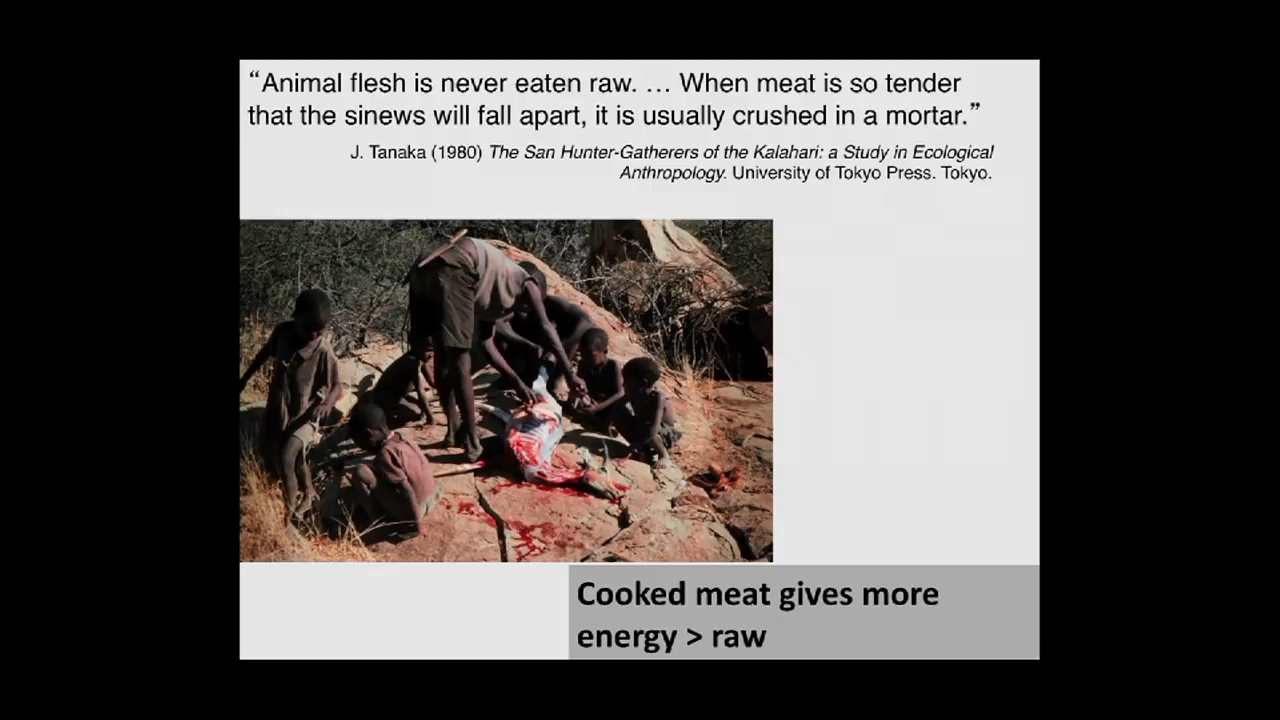 “Animal flesh is never eaten raw. … When meat is so tender
that the sinews will fall apart, it is usually crushed in a mortar.”
J. Tanaka (1980) The San Hunter-Gatherers of the Kalahari: a Study in Ecological
Anthropology. University of Tokyo Press. Tokyo.
Cooked meat gives more
energy > raw